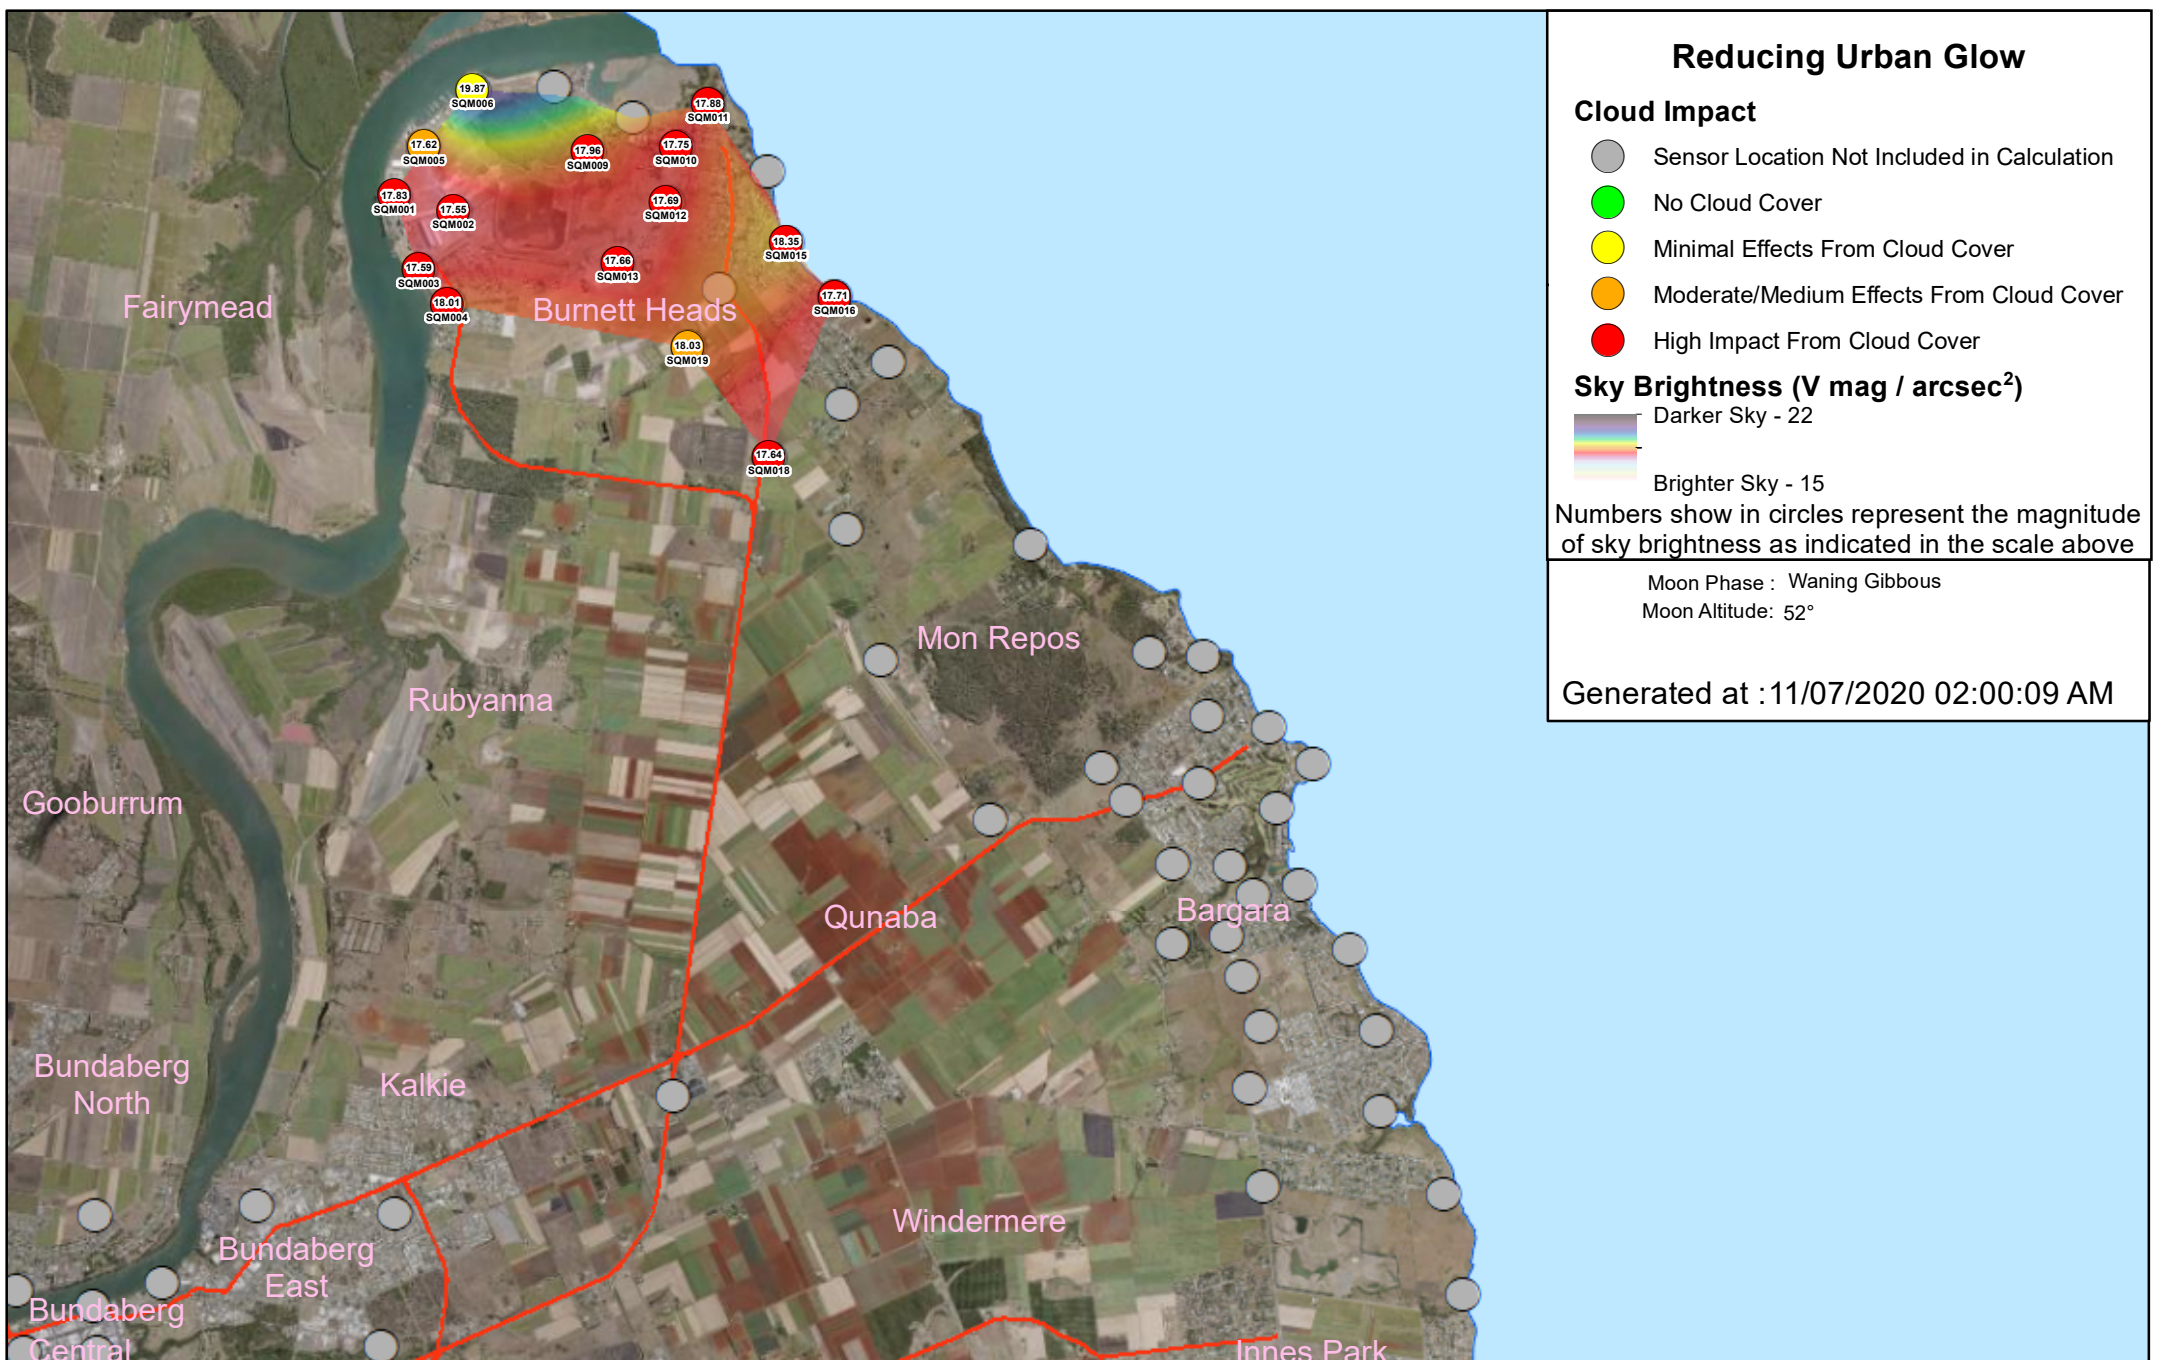 Reducing Urban Glow
Cloud Impact
Sensor Location Not Included in Calculation
No Cloud Cover
Minimal Effects From Cloud Cover
Moderate/Medium Effects From Cloud Cover
High Impact From Cloud Cover
Sky Brightness (V mag / arcsec²)
Darker Sky - 22
Brighter Sky - 15
Numbers show in circles represent the magnitude
of sky brightness as indicated in the scale above
Moon Phase : Waning Gibbous
Moon Altitude: 52°
Generated at :11/07/2020 02:00:09 AM
19.87
SQM006
17.88
SQM011
17.62
SQM005
17.96
SQM009
17.75
SQM010
17.83
SQM001
17.55
SQM002
17.69
SQM012
18.35
SQM015
17.59
SQM003
17.66
SQM013
18.01
SQM004
17.71
SQM016
18.03
SQM019
17.64
SQM018
Fairymead
Burnett Heads
Mon Repos
Rubyanna
Gooburrum
Qunaba
Bargara
Bundaberg
North
Kalkie
Windermere
Bundaberg
East
Bundaberg
Central
Innes Park